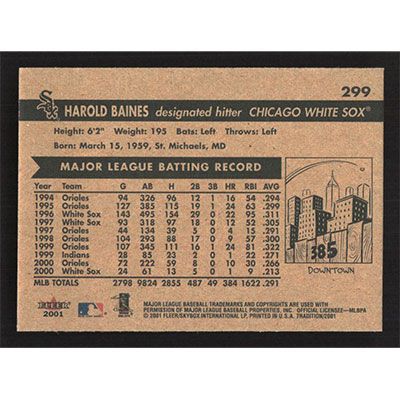 299
Sox HAROLD BAINES designated hitter CHICAGO WHITE SOX®
Height: 6'2" Weight: 195 Bats: Left Throws: Left
Born: March 15, 1959, St. Michaels, MD
MAJOR LEAGUE BATTING RECORD
Year Team G AB H 2B 3B HR RBI AVG
1994 Orioles 94 326 96 12 1 16 54 .294
1995 Orioles 127 385 115 19 1 24 63 .299
1996 White Sox 143 495 154 29 0 22 95 .311
1997 White Sox 93 318 97 18 0 12 52 .305
1997 Orioles 44 134 39 5 0 4 15 .291
1998 Orioles 104 293 88 17 0 9 57 .300
1999 Orioles 107 345 111 16 1 24 81 .322
1999 Indians 28 85 23 2 0 1 22 .271
2000 Orioles 72 222 59 8 0 10 30 .266
2000 White Sox 24 61 13 5 0 1 9 .213
MLB TOTALS 2798 9824 2855 487 49 384 1622 .291
385
DOWNTOWN
FLEER
2001
MAJOR LEAGUE BASEBALL TRADEMARKS AND COPYRIGHTS ARE USED WITH
PERMISSION OF MAJOR LEAGUE BASEBALL PROPERTIES, INC. OFFICIAL LICENSEE—MLBPA
© 2001 FLEER/SKYBOX INTERNATIONAL LP, PRINTED IN U.S.A. TRADITION/2001